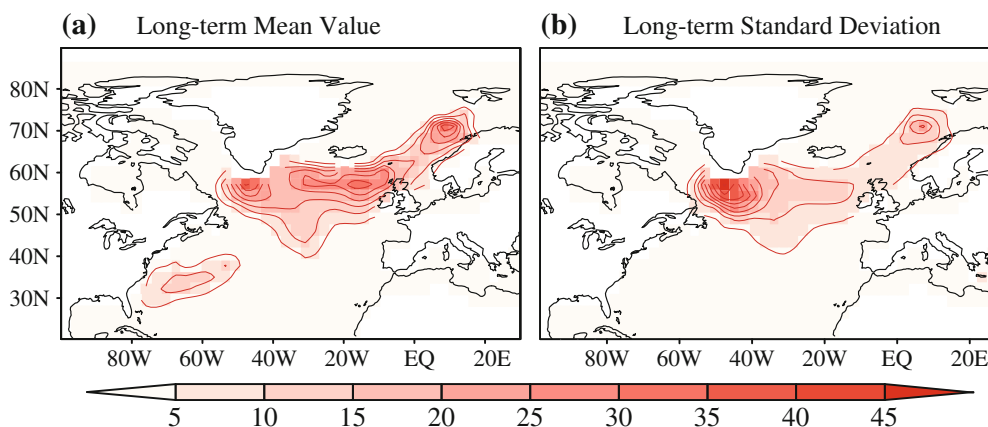 (a) Long-term Mean Value
(b) Long-term Standard Deviation
80N
70N
60N
50N
40N
30N
80W 60W 40W 20W EQ 20E
80W 60W 40W 20W EQ 20E
5 10 15 20 25 30 35 40 45